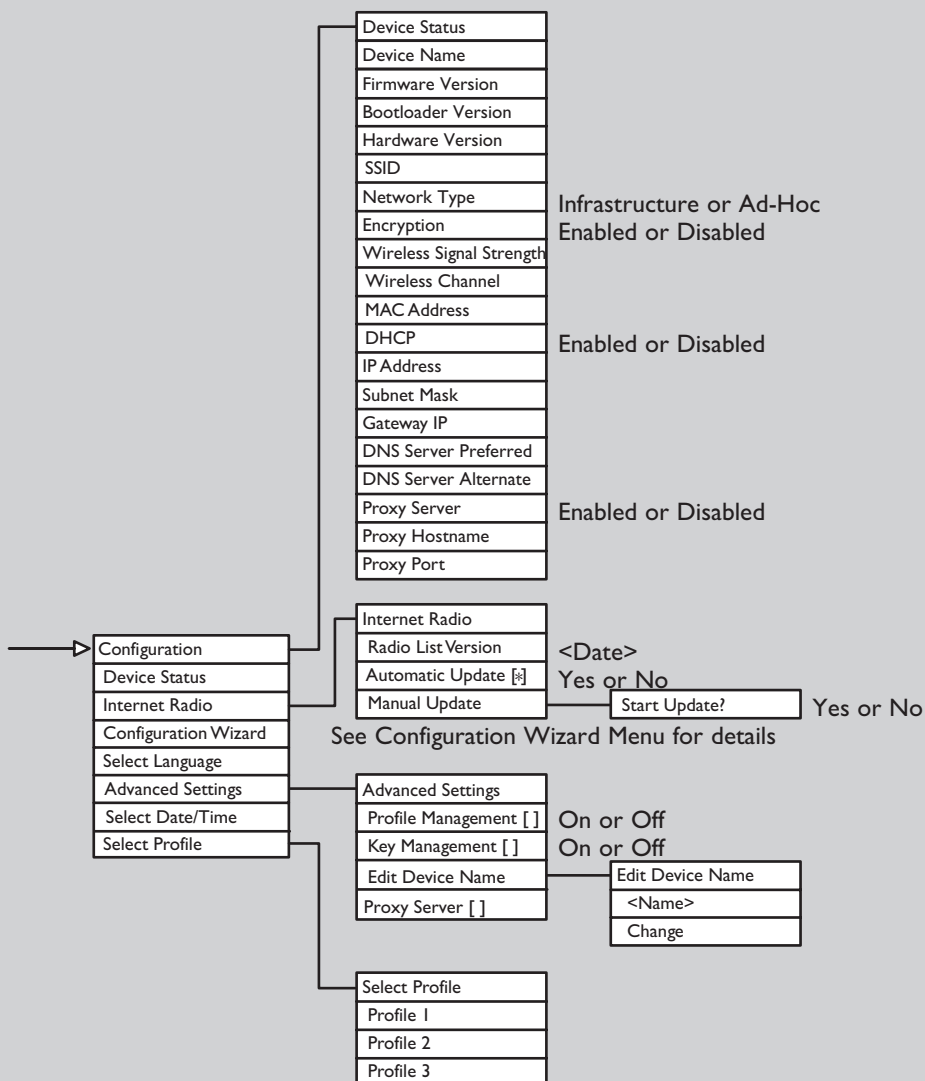 Device Status
Device Name
Firmware Version
Bootloader Version
Hardware Version
SSID
Network Type
Infrastructure or Ad-Hoc
Encryption
Enabled or Disabled
Wireless Signal Strength
Wireless Channel
MAC Address
DHCP
Enabled or Disabled
IP Address
Subnet Mask
Gateway IP
DNS Server Preferred
DNS Server Alternate
Proxy Server
Enabled or Disabled
Proxy Hostname
Proxy Port
Configuration
Device Status
Internet Radio
Configuration Wizard
Select Language
Advanced Settings
Select Date/Time
Select Profile
Internet Radio
Radio List Version
<Date>
Automatic Update [*]
Yes or No
Manual Update
Start Update?
Yes or No
See Configuration Wizard Menu for details
Advanced Settings
Profile Management [ ]
On or Off
Key Management [ ]
On or Off
Edit Device Name
Proxy Server [ ]
Edit Device Name
<Name>
Change
Select Profile
Profile 1
Profile 2
Profile 3